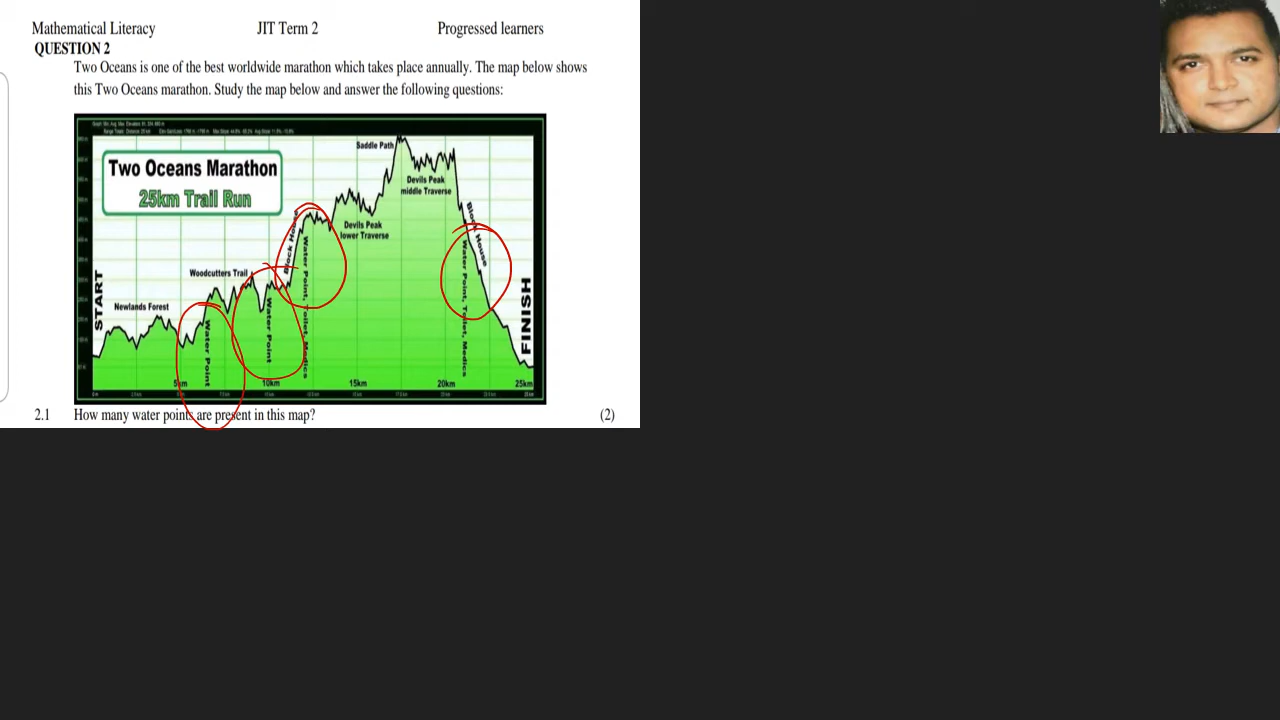 Mathematical Literacy JIT Term 2 Progressed learners
QUESTION 2
Two Oceans is one of the best worldwide marathon which takes place annually. The map below shows
this Two Oceans marathon. Study the map below and answer the following questions:
Two Oceans Marathon
25km Trail Run
START
Newlands Forest
Woodcutters Trail
Water Point
Water Point
Block House
Water Point, Toilet, Medics
Devils Peak
lower Traverse
Saddle Path
Devils Peak
middle Traverse
Block House
Water Point, Toilet, Medics
FINISH
5km 10km 15km 20km 25km
2.1 How many water points are present in this map? (2)